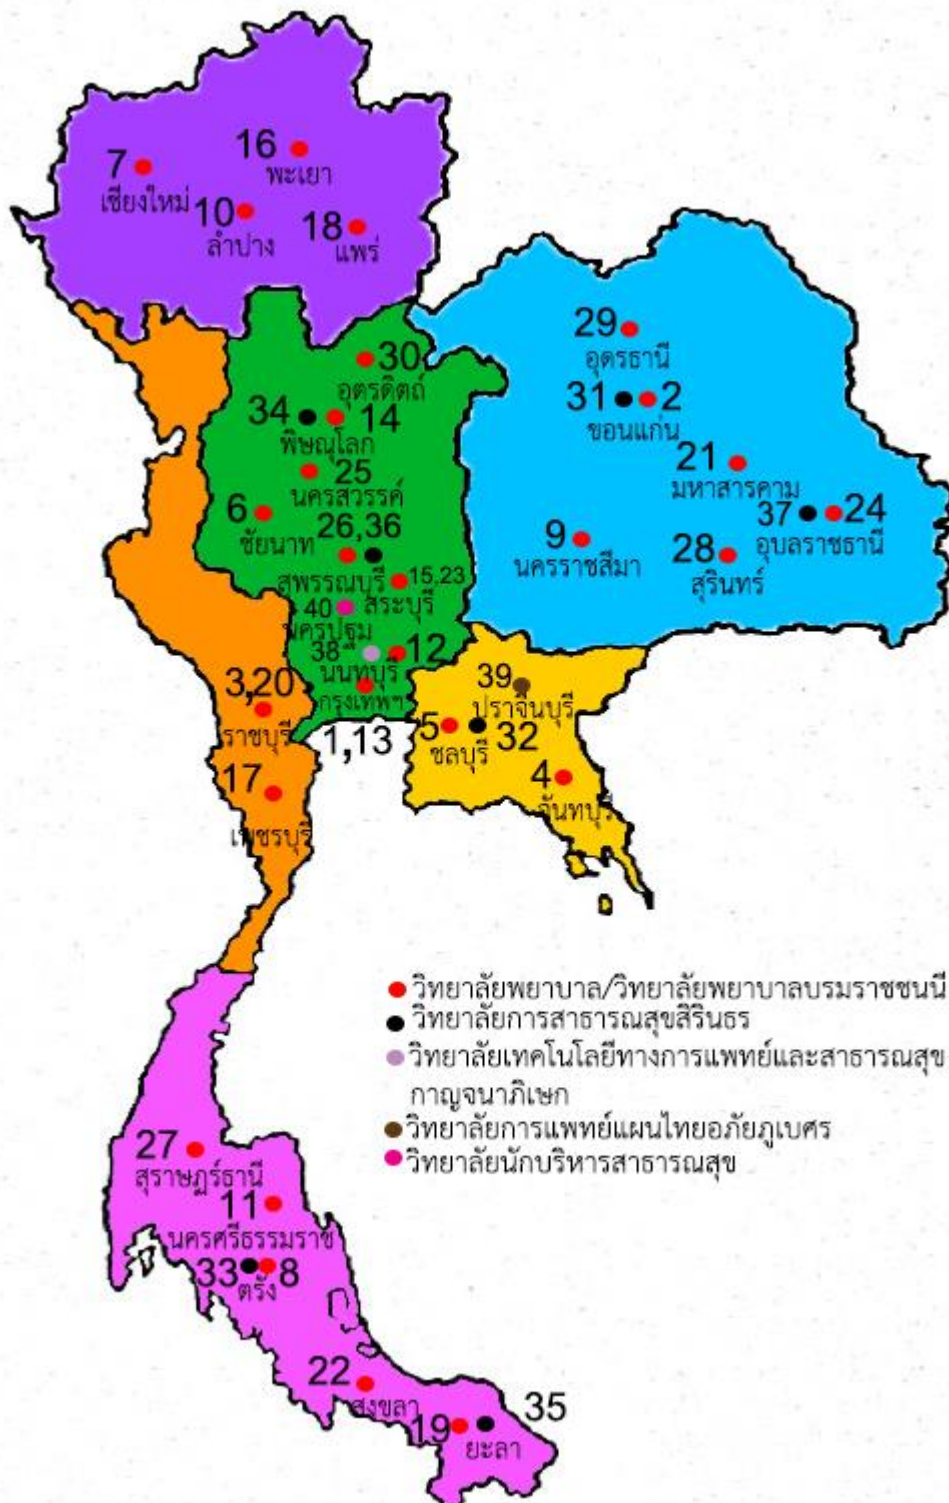 16
พะเยา
7
เชียงใหม่
10
ลำปาง
18
แพร่
29
อุดรธานี
30
อุตรดิตถ์
31 2
ขอนแก่น
34 14
พิษณุโลก
21
มหาสารคาม
25
นครสวรรค์
6
ชัยนาท
37 24
อุบลราชธานี
26,36
สุพรรณบุรี
9
นครราชสีมา
28
สุรินทร์
15,23
สระบุรี
40
นครปฐม
38 12
นนทบุรี
กรุงเทพฯ
1,13
39
ปราจีนบุรี
3,20
ราชบุรี
5 32
ชลบุรี
4
จันทบุรี
17
เพชรบุรี
วิทยาลัยพยาบาล/วิทยาลัยพยาบาลบรมราชชนนี
วิทยาลัยการสาธารณสุขสิรินธร
วิทยาลัยเทคโนโลยีทางการแพทย์และสาธารณสุข
กาญจนาภิเษก
วิทยาลัยการแพทย์แผนไทยอภัยภูเบศร
วิทยาลัยนักบริหารสาธารณสุข
27
สุราษฏร์ธานี
11
นครศรีธรรมราช
33 8
ตรัง
22
สงขลา
19 35
ยะลา